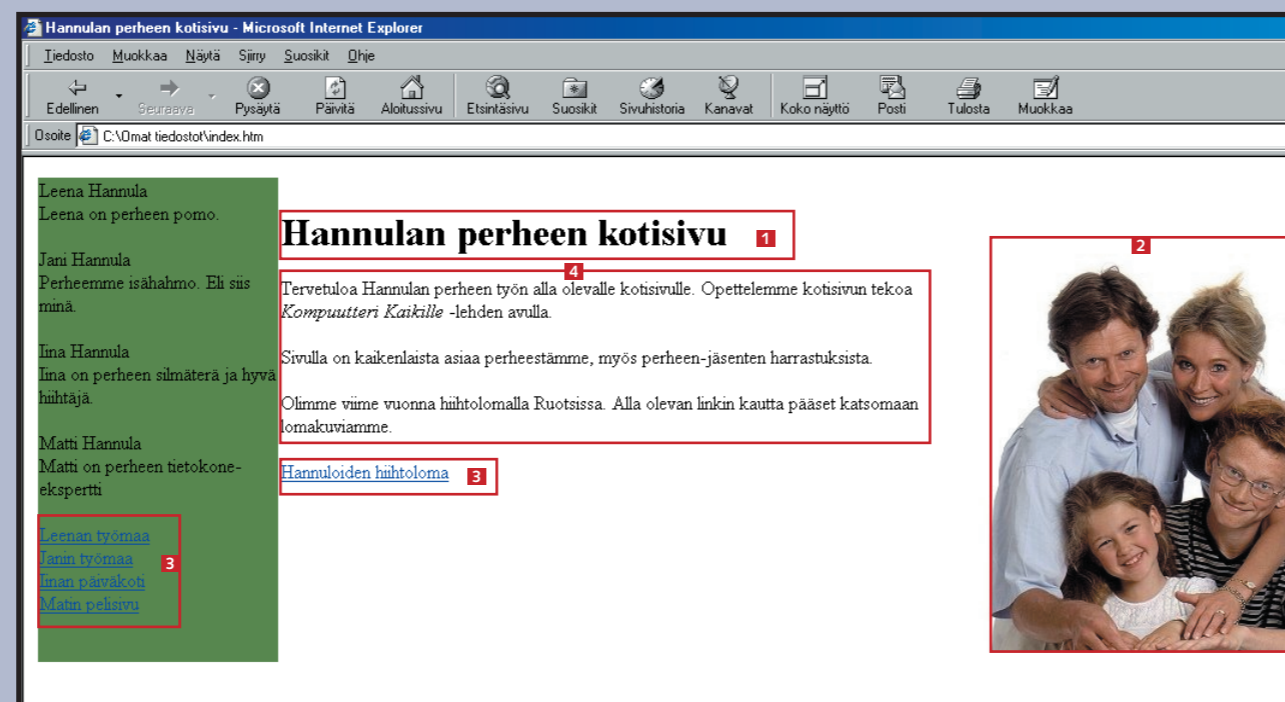 Hannulan perheen kotisivu - Microsoft Internet Explorer
Tiedosto Muokkaa Näytä Siirry Suosikit Ohje
Edellinen Seuraava Pysäytä Päivitä Aloitussivu Etsintäsivu Suosikit Sivuhistoria Kanavat Koko näyttö Posti Tulosta Muokkaa
Osoite C:\Omat tiedostot\index.htm
Leena Hannula
Leena on perheen pomo.
Jani Hannula
Perheemme isähahmo. Eli siis
minä.
Iina Hannula
Iina on perheen silmäterä ja hyvä
hiihtäjä.
Matti Hannula
Matti on perheen tietokone-
ekspertti
Leenan työmaa
Janin työmaa
Iinan päiväkoti
Matin pelisivu
3
Hannulan perheen kotisivu 1
4
Tervetuloa Hannulan perheen työn alla olevalle kotisivulle. Opettelemme kotisivun tekoa
Kompuutteri Kaikille -lehden avulla.
Sivulla on kaikenlaista asiaa perheestämme, myös perheen-jäsenten harrastuksista.
Olimme viime vuonna hiihtolomalla Ruotsissa. Alla olevan linkin kautta pääset katsomaan
lomakuviamme.
Hannuloiden hiihtoloma 3
2